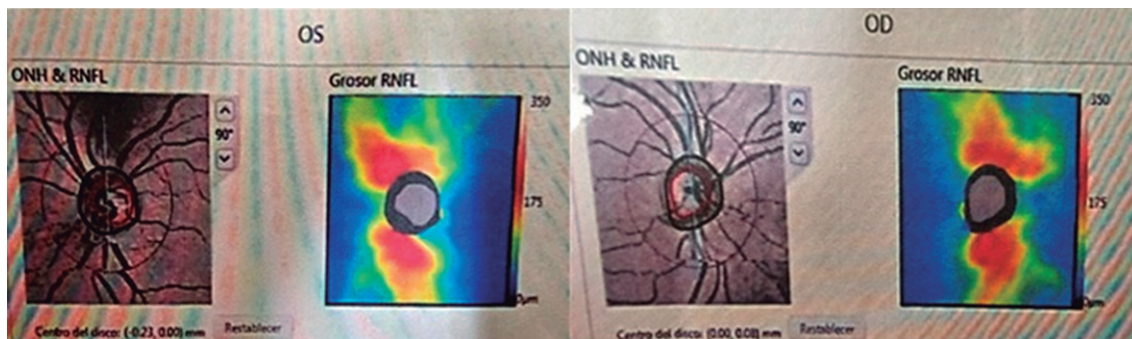 OS
ONH & RNFL
90°
Grosor RNFL
350
175
0µm
Centro del disco: (-0.23, 0.00) mm
Restablecer
OD
ONH & RNFL
90°
Grosor RNFL
350
175
0µm
Centro del disco: (0.00, 0.08) mm
Restablecer